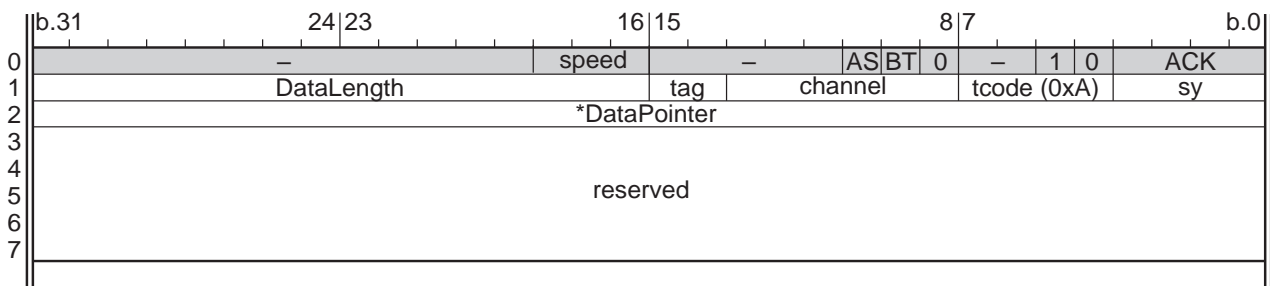 b.31 24 23 16 15 8 7 b.0
0 – speed – AS BT 0 – 1 0 ACK
1 DataLength tag channel tcode (0xA) sy
2 *DataPointer
3
4
5 reserved
6
7